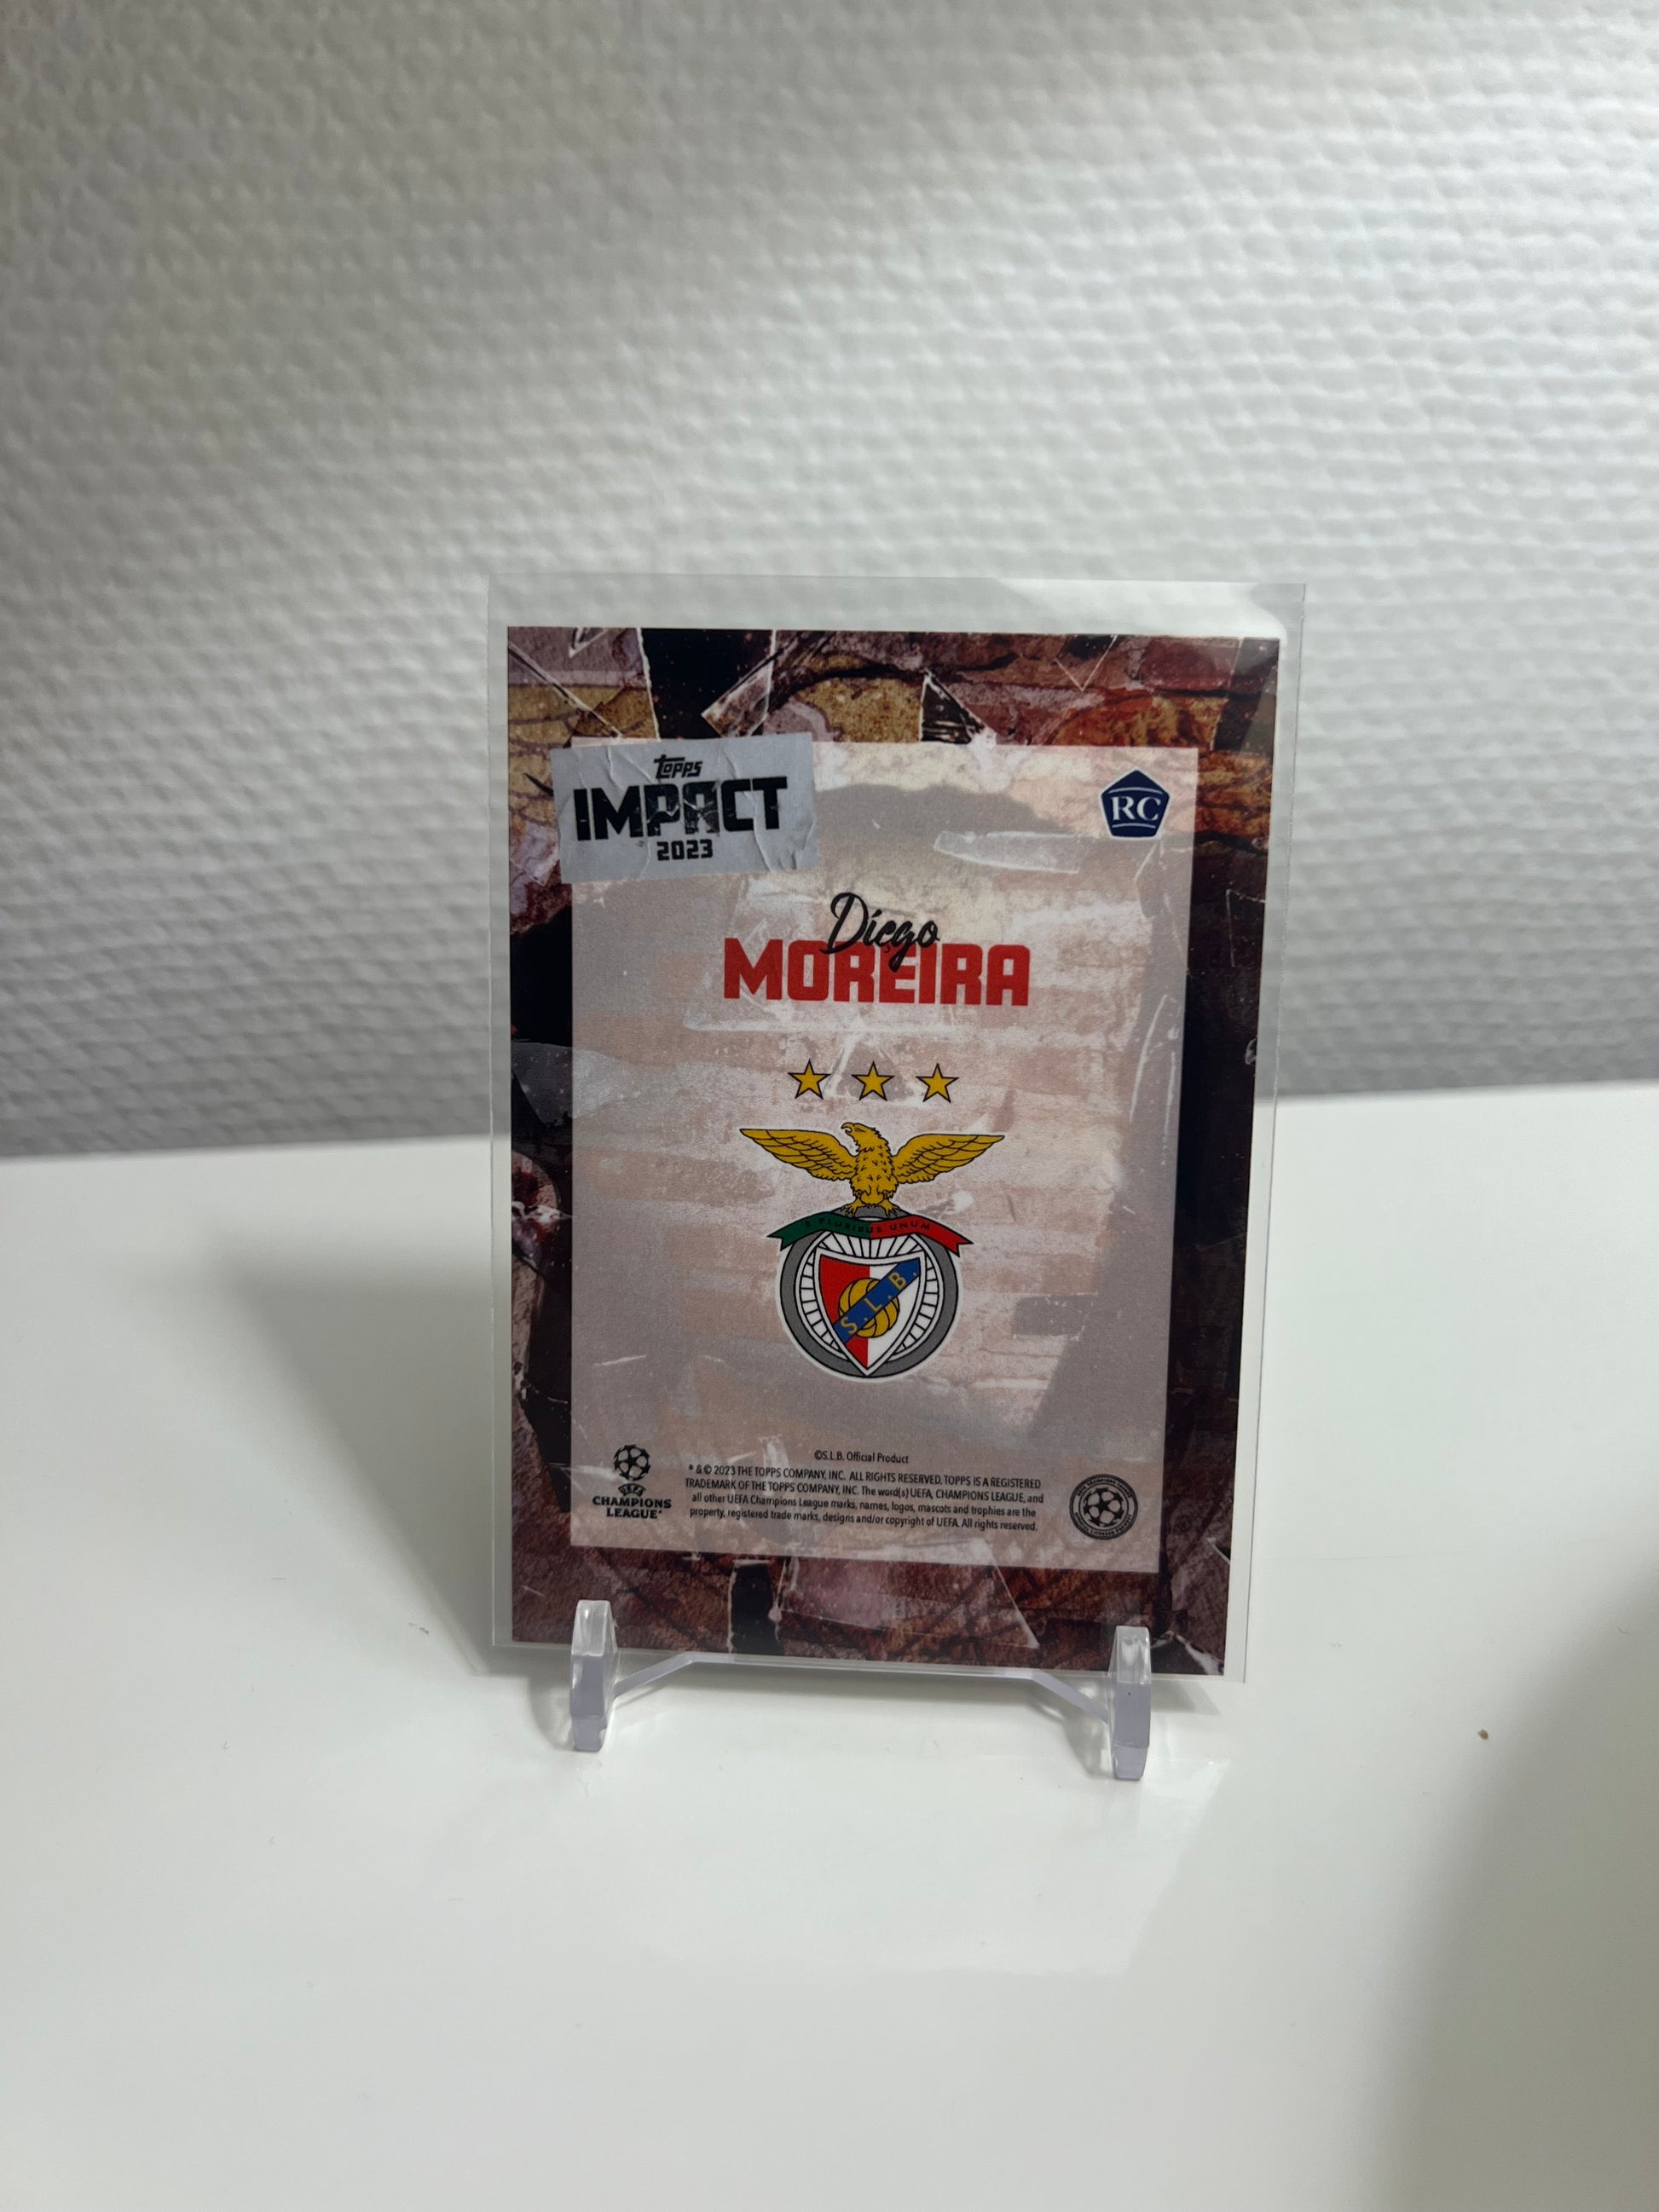 topps
IMPACT
2023
RC
Diego
MOREIRA
E PLURIBUS UNUM
S.L.B.
©S.L.B. Official Product
* & © 2023 THE TOPPS COMPANY, INC. ALL RIGHTS RESERVED. TOPPS IS A REGISTERED
TRADEMARK OF THE TOPPS COMPANY, INC. The word(s) UEFA, CHAMPIONS LEAGUE, and
all other UEFA Champions League marks, names, logos, mascots and trophies are the
property, registered trade marks, designs and/or copyright of UEFA. All rights reserved.
UEFA
CHAMPIONS
LEAGUE